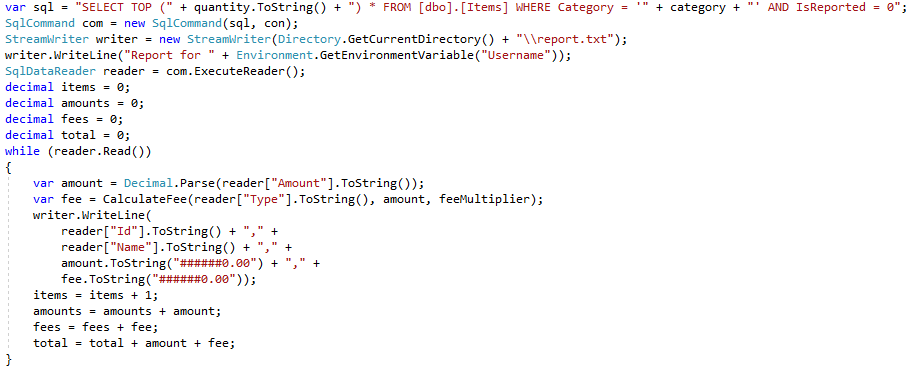 var sql = "SELECT TOP (" + quantity.ToString() + ") * FROM [dbo].[Items] WHERE Category = '" + category + "' AND IsReported = 0";
SqlCommand com = new SqlCommand(sql, con);
StreamWriter writer = new StreamWriter(Directory.GetCurrentDirectory() + "\\report.txt");
writer.WriteLine("Report for " + Environment.GetEnvironmentVariable("Username"));
SqlDataReader reader = com.ExecuteReader();
decimal items = 0;
decimal amounts = 0;
decimal fees = 0;
decimal total = 0;
while (reader.Read())
{
    var amount = Decimal.Parse(reader["Amount"].ToString());
    var fee = CalculateFee(reader["Type"].ToString(), amount, feeMultiplier);
    writer.WriteLine(
        reader["Id"].ToString() + "," +
        reader["Name"].ToString() + "," +
        amount.ToString("######0.00") + "," +
        fee.ToString("######0.00"));
    items = items + 1;
    amounts = amounts + amount;
    fees = fees + fee;
    total = total + amount + fee;
}